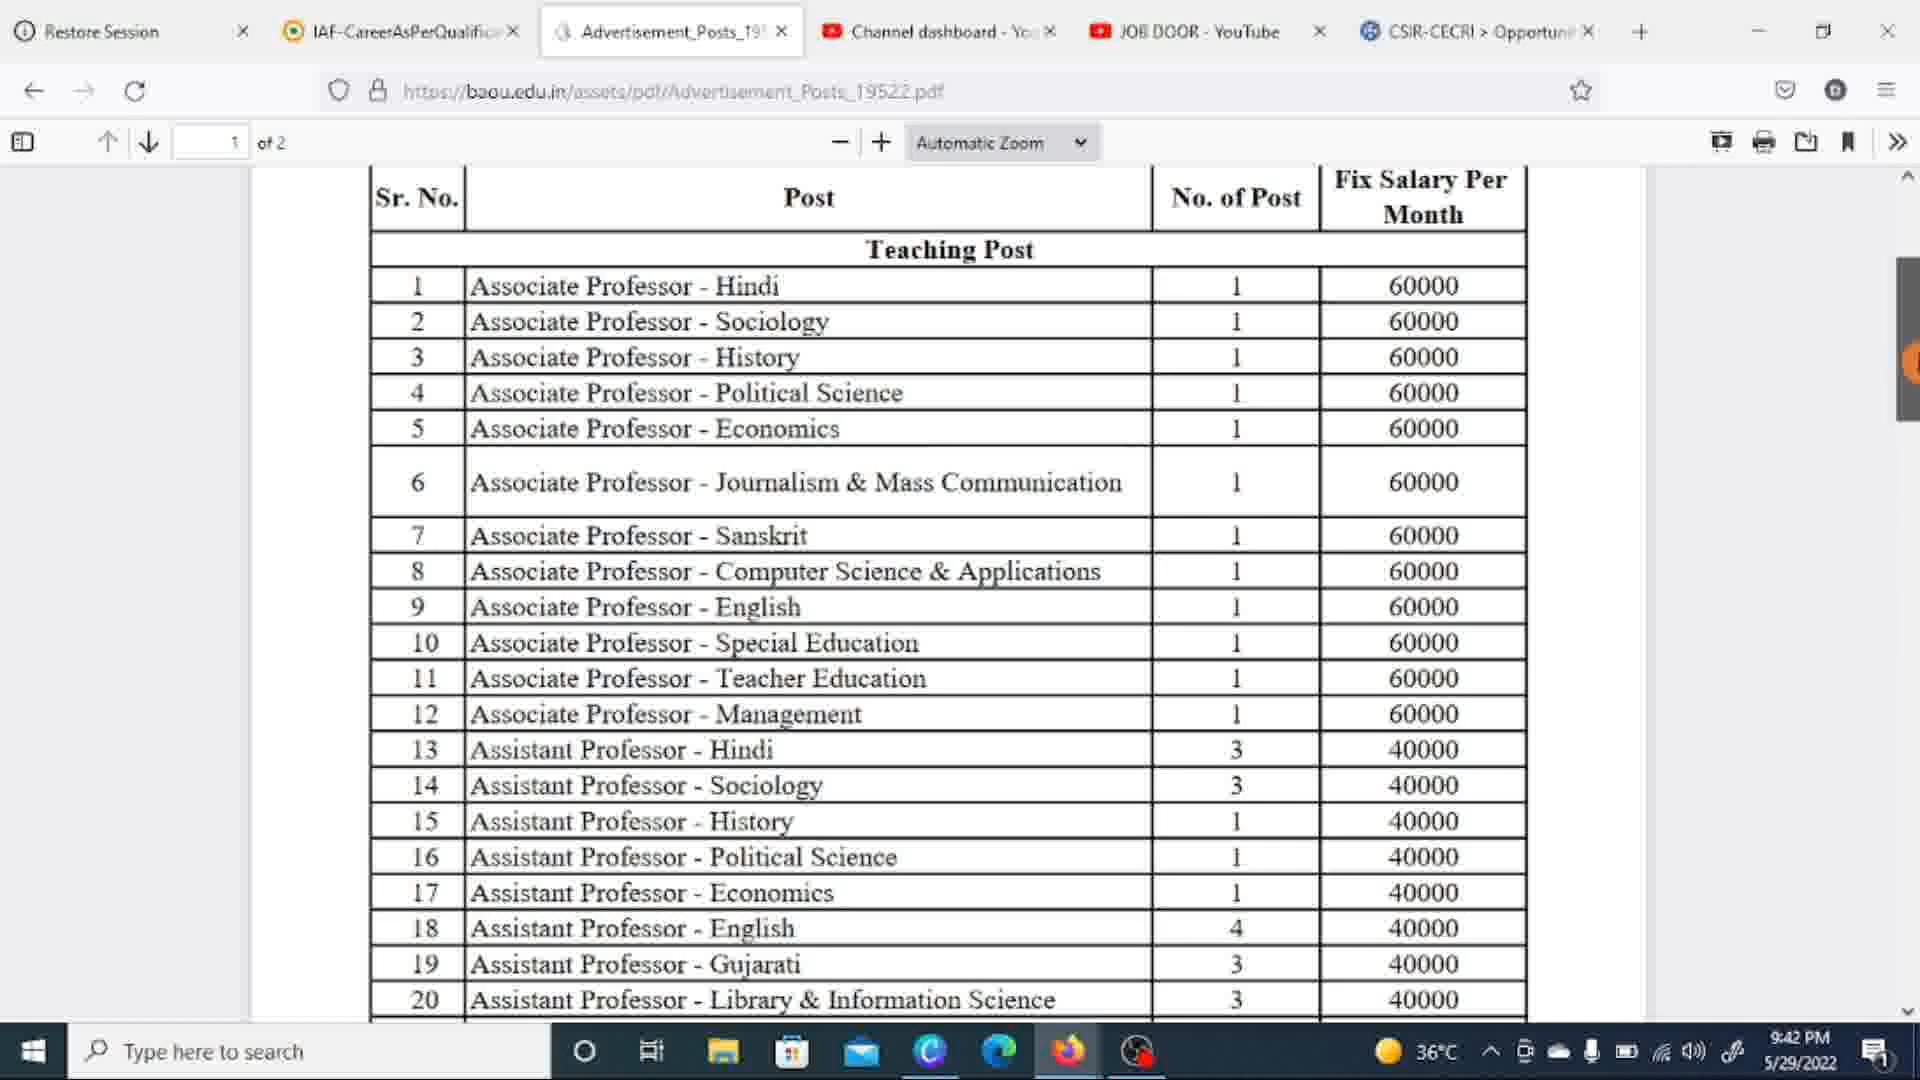 Restore Session
IAF-CareerAsPerQualific
Advertisement_Posts_19
Channel dashboard - Yo
JOB DOOR - YouTube
CSIR-CECRI > Opportun
https://baou.edu.in/assets/pdf/Advertisement_Posts_19522.pdf
1 of 2
Automatic Zoom
Sr. No. Post No. of Post Fix Salary Per Month
Teaching Post
1 Associate Professor - Hindi 1 60000
2 Associate Professor - Sociology 1 60000
3 Associate Professor - History 1 60000
4 Associate Professor - Political Science 1 60000
5 Associate Professor - Economics 1 60000
6 Associate Professor - Journalism & Mass Communication 1 60000
7 Associate Professor - Sanskrit 1 60000
8 Associate Professor - Computer Science & Applications 1 60000
9 Associate Professor - English 1 60000
10 Associate Professor - Special Education 1 60000
11 Associate Professor - Teacher Education 1 60000
12 Associate Professor - Management 1 60000
13 Assistant Professor - Hindi 3 40000
14 Assistant Professor - Sociology 3 40000
15 Assistant Professor - History 1 40000
16 Assistant Professor - Political Science 1 40000
17 Assistant Professor - Economics 1 40000
18 Assistant Professor - English 4 40000
19 Assistant Professor - Gujarati 3 40000
20 Assistant Professor - Library & Information Science 3 40000
Type here to search
36°C
9:42 PM
5/29/2022
1